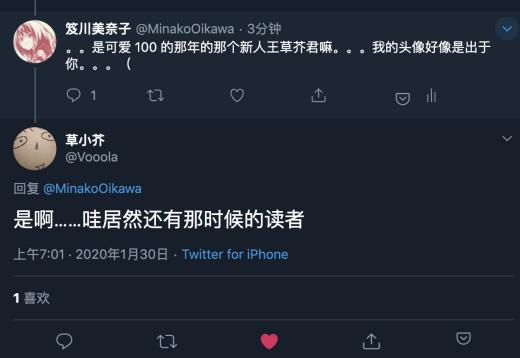 笈川美奈子 @MinakoOikawa · 3分钟
。。是可爱 100 的那年的那个新人王草芥君嘛。。。我的头像好像是出于
你。。。（
1
草小芥
@Vooola
回复 @MinakoOikawa
是啊……哇居然还有那时候的读者
上午7:01 · 2020年1月30日 · Twitter for iPhone
1 喜欢